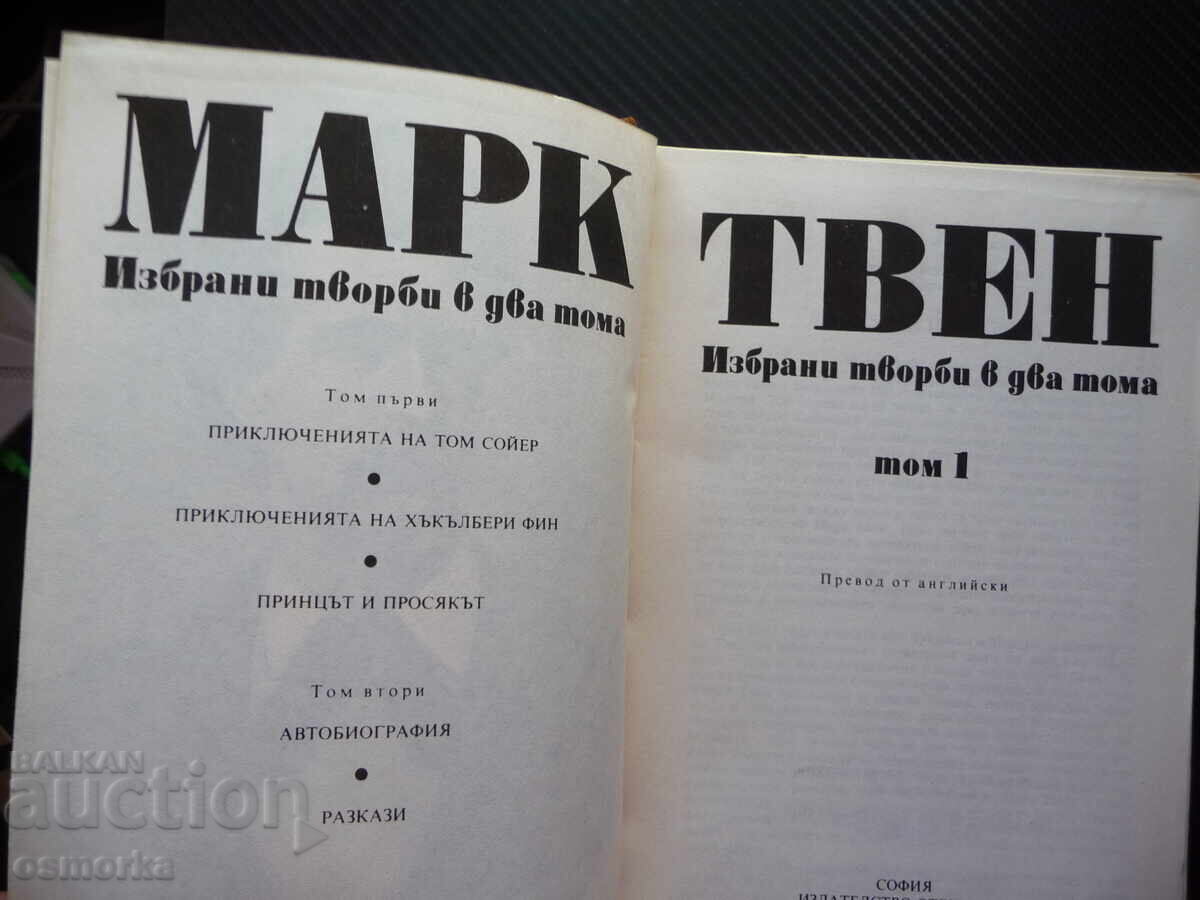 МАРК
Избрани творби в два тома
Том първи
ПРИКЛЮЧЕНИЯТА НА ТОМ СОЙЕР
ПРИКЛЮЧЕНИЯТА НА ХЪКЪЛБЕРИ ФИН
ПРИНЦЪТ И ПРОСЯКЪТ
Том втори
АВТОБИОГРАФИЯ
РАЗКАЗИ
ТВЕН
Избрани творби в два тома
том 1
Превод от английски
СОФИЯ
ИЗДАТЕЛСТВО
BALKAN
auction
osmorka